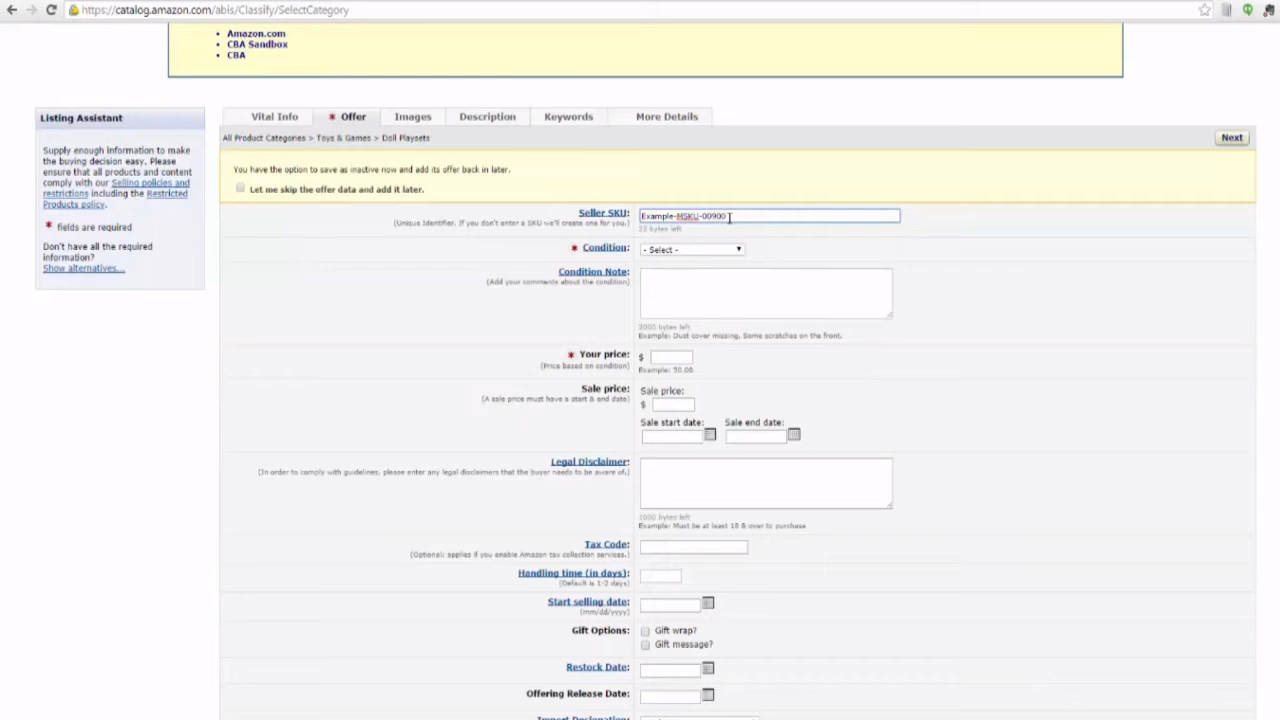 https://catalog.amazon.com/abis/Classify/SelectCategory
Amazon.com
CBA Sandbox
CBA
Listing Assistant
Supply enough information to make
the buying decision easy. Please
ensure that all products and content
comply with our Selling policies and
restrictions including the Restricted
Products policy.
* fields are required
Don't have all the required
information?
Show alternatives...
Vital Info * Offer Images Description Keywords More Details
All Product Categories > Toys & Games > Doll Playsets Next
You have the option to save as inactive now and add its offer back in later.
Let me skip the offer data and add it later.
Seller SKU: Example-MSKU-00900
(Unique Identifier. If you don't enter a SKU we'll create one for you.) 23 bytes left
* Condition: - Select -
Condition Note:
(Add your comments about the condition)
2000 bytes left
Example: Dust cover missing. Some scratches on the front.
* Your price: $
(Price based on condition) Example: 50.00
Sale price: Sale price:
(A sale price must have a start & end date) $
Sale start date: Sale end date:
Legal Disclaimer:
(In order to comply with guidelines, please enter any legal disclaimers that the buyer needs to be aware of.)
1000 bytes left
Example: Must be at least 18 & over to purchase
Tax Code:
(Optional: applies if you enable Amazon tax collection services.)
Handling time (in days):
(Default is 1-2 days)
Start selling date:
(mm/dd/yyyy)
Gift Options: Gift wrap?
Gift message?
Restock Date:
Offering Release Date:
Import Designation: